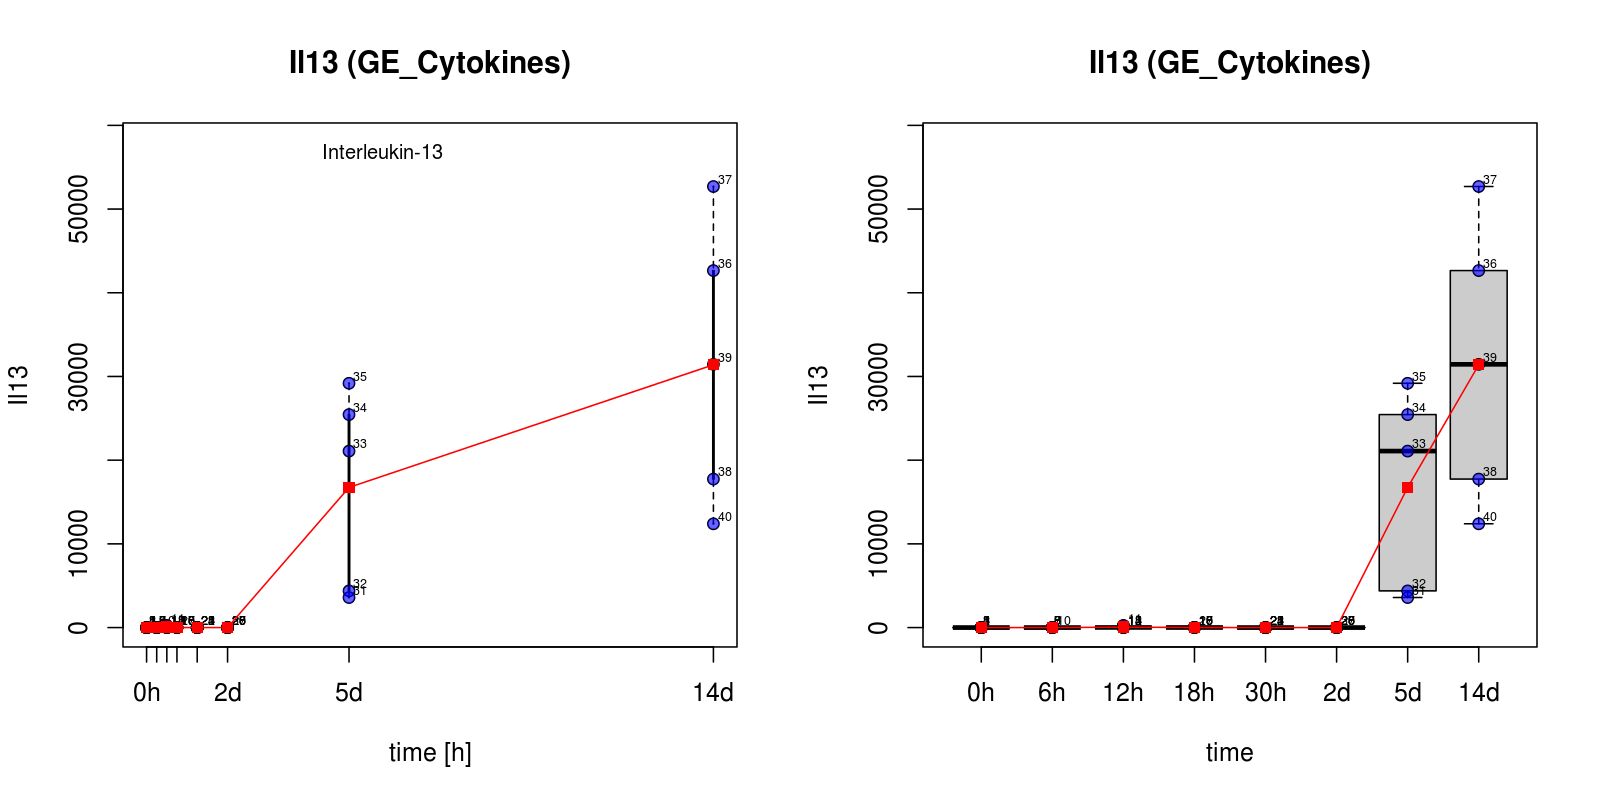 Il13 (GE_Cytokines)
Interleukin-13
Il13
0
10000
30000
50000
37
36
39
38
40
35
34
33
32
31
0h
2d
5d
14d
time [h]
Il13 (GE_Cytokines)
Il13
0
10000
30000
50000
37
36
39
38
40
35
34
33
32
31
10
0h
6h
12h
18h
30h
2d
5d
14d
time